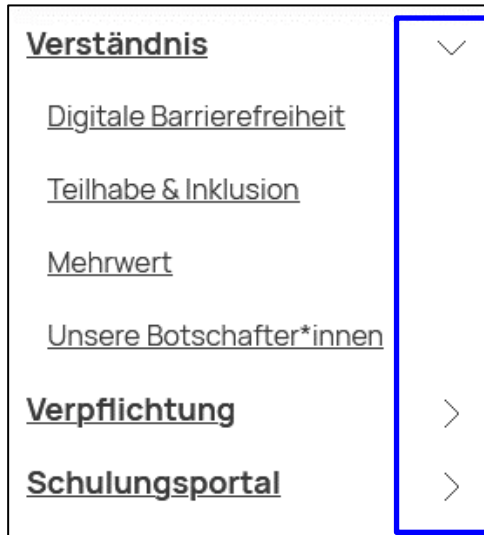 Verständnis
Digitale Barrierefreiheit
Teilhabe & Inklusion
Mehrwert
Unsere Botschafter*innen
Verpflichtung
Schulungsportal